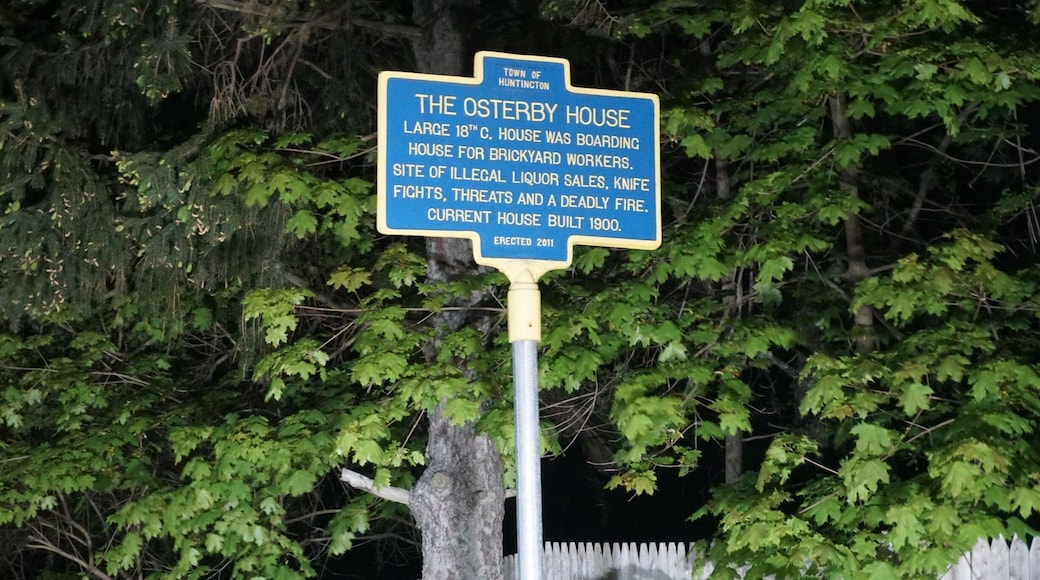 TOWN OF
HUNTINGTON
THE OSTERBY HOUSE
LARGE 18TH C. HOUSE WAS BOARDING
HOUSE FOR BRICKYARD WORKERS.
SITE OF ILLEGAL LIQUOR SALES, KNIFE
FIGHTS, THREATS AND A DEADLY FIRE.
CURRENT HOUSE BUILT 1900.
ERECTED 2011